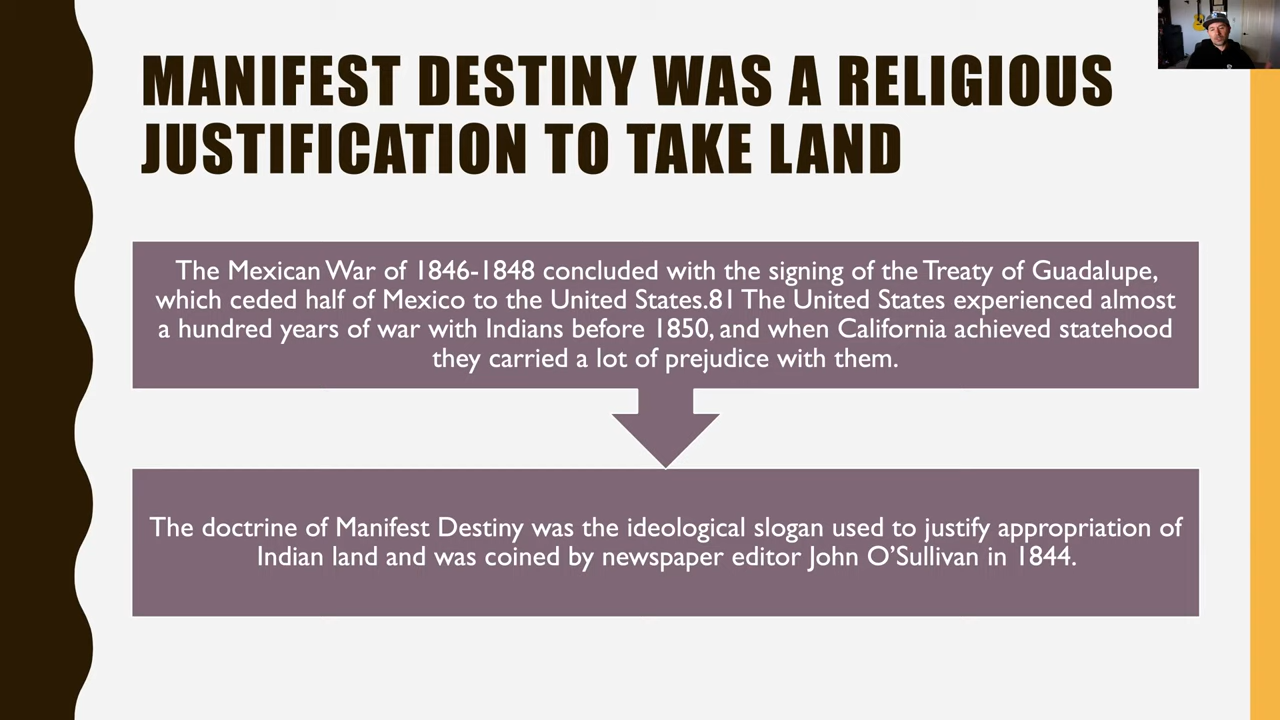 MANIFEST DESTINY WAS A RELIGIOUS
JUSTIFICATION TO TAKE LAND
The Mexican War of 1846-1848 concluded with the signing of the Treaty of Guadalupe,
which ceded half of Mexico to the United States.81 The United States experienced almost
a hundred years of war with Indians before 1850, and when California achieved statehood
they carried a lot of prejudice with them.
The doctrine of Manifest Destiny was the ideological slogan used to justify appropriation of
Indian land and was coined by newspaper editor John O’Sullivan in 1844.